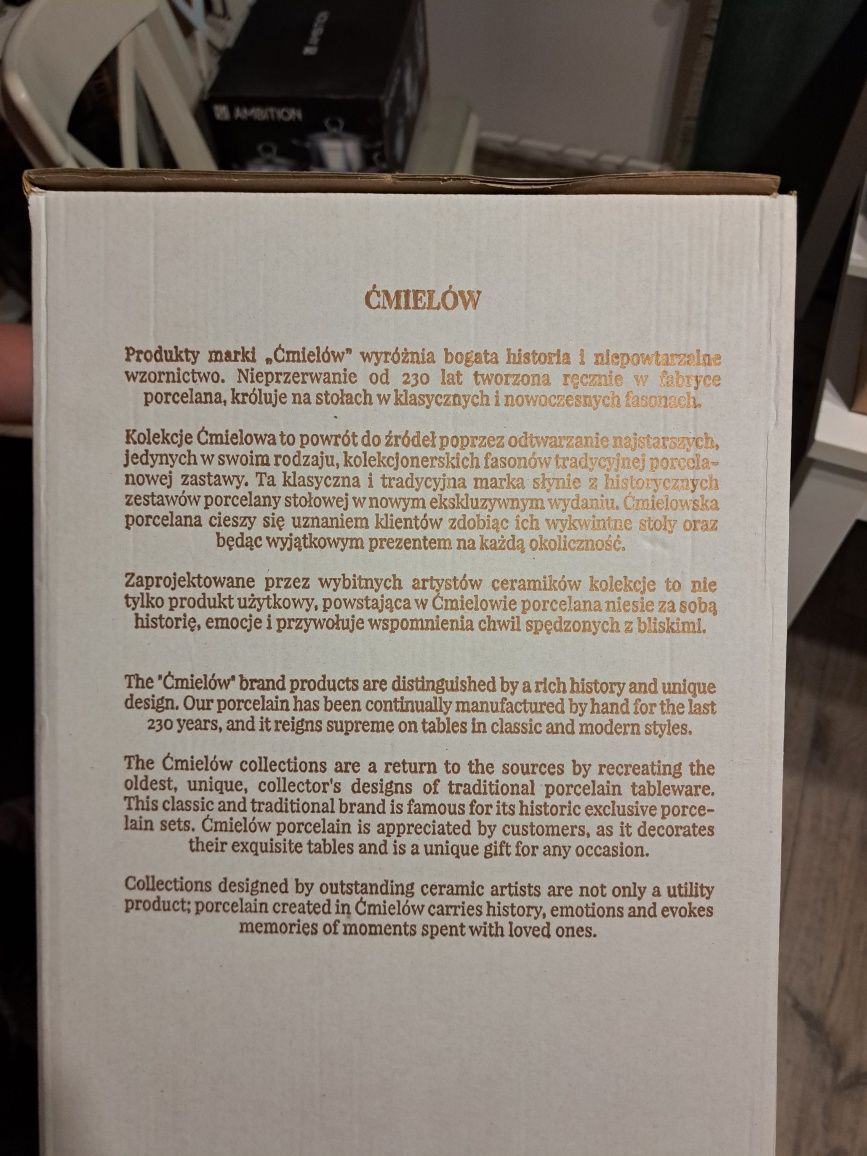 AMBITION
ĆMIELÓW
Produkty marki „Ćmielów” wyróżnia bogata historia i niepowtarzalne
wzornictwo. Nieprzerwanie od 230 lat tworzona ręcznie w fabryce
porcelana, króluje na stołach w klasycznych i nowoczesnych fasonach.
Kolekcje Ćmielowa to powrót do źródeł poprzez odtwarzanie najstarszych,
jedynych w swoim rodzaju, kolekcjonerskich fasonów tradycyjnej porcela-
nowej zastawy. Ta klasyczna i tradycyjna marka słynie z historycznych
zestawów porcelany stołowej w nowym ekskluzywnym wydaniu. Ćmielowska
porcelana cieszy się uznaniem klientów zdobiąc ich wykwintne stoły oraz
będąc wyjątkowym prezentem na każdą okoliczność.
Zaprojektowane przez wybitnych artystów ceramików kolekcje to nie
tylko produkt użytkowy, powstająca w Ćmielowie porcelana niesie za sobą
historię, emocje i przywołuje wspomnienia chwil spędzonych z bliskimi.
The "Ćmielów" brand products are distinguished by a rich history and unique
design. Our porcelain has been continually manufactured by hand for the last
230 years, and it reigns supreme on tables in classic and modern styles.
The Ćmielów collections are a return to the sources by recreating the
oldest, unique, collector's designs of traditional porcelain tableware.
This classic and traditional brand is famous for its historic exclusive porce-
lain sets. Ćmielów porcelain is appreciated by customers, as it decorates
their exquisite tables and is a unique gift for any occasion.
Collections designed by outstanding ceramic artists are not only a utility
product; porcelain created in Ćmielów carries history, emotions and evokes
memories of moments spent with loved ones.